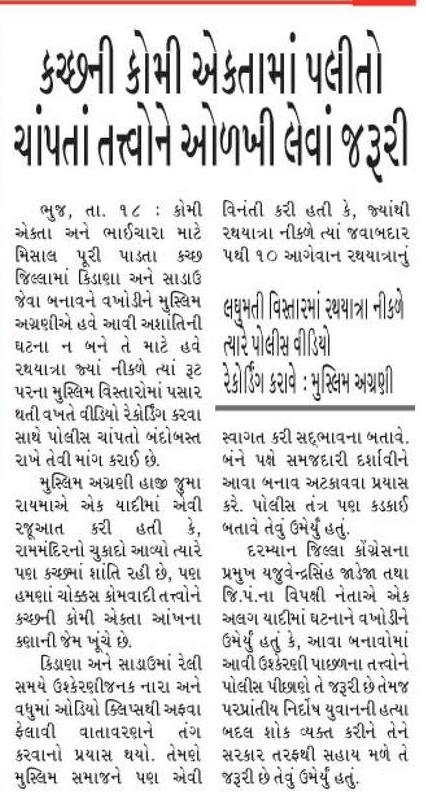 કચ્છની કોમી એકતામાં પલીતો
ચાંપતાં તત્ત્વોને ઓળખી લેવાં જરૂરી
ભુજ, તા. ૧૮ : કોમી
એકતા અને ભાઈચારા માટે
મિસાલ પૂરી પાડતા કચ્છ
જિલ્લામાં કિડાણા અને સાડાઉ
જેવા બનાવને વખોડીને મુસ્લિમ
અગ્રણીએ હવે આવી અશાંતિની
ઘટના ન બને તે માટે હવે
રથયાત્રા જ્યાં નીકળે ત્યાં રૂટ
પરના મુસ્લિમ વિસ્તારોમાં પસાર
થતી વખતે વીડિયો રેકોર્ડિંગ કરવા
સાથે પોલીસ ચાંપતો બંદોબસ્ત
રાખે તેવી માંગ કરાઈ છે.
મુસ્લિમ અગ્રણી હાજી જુમા
રાયમાએ એક યાદીમાં એવી
રજૂઆત કરી હતી કે,
રામમંદિરનો ચુકાદો આવ્યો ત્યારે
પણ કચ્છમાં શાંતિ રહી છે, પણ
હમણાં ચોક્કસ કોમવાદી તત્ત્વોને
કચ્છની કોમી એકતા આંખના
કણાની જેમ ખૂંચે છે.
કિડાણા અને સાડાઉમાં રેલી
સમયે ઉશ્કેરણીજનક નારા અને
વધુમાં ઓડિયો ક્લિપ્સથી અફવા
ફેલાવી વાતાવરણને તંગ
કરવાનો પ્રયાસ થયો. તેમણે
મુસ્લિમ સમાજને પણ એવી
વિનંતી કરી હતી કે, જ્યાંથી
રથયાત્રા નીકળે ત્યાં જવાબદાર
પથી ૧૦ આગેવાન રથયાત્રાનું
લઘુમતી વિસ્તારમાં રથયાત્રા નીકળે
ત્યારે પોલીસ વીડિયો
રેકોર્ડિંગ કરાવે : મુસ્લિમ અગ્રણી
સ્વાગત કરી સદ્‌ભાવના બતાવે.
બંને પક્ષે સમજદારી દર્શાવીને
આવા બનાવ અટકાવવા પ્રયાસ
કરે. પોલીસ તંત્ર પણ કડકાઈ
બતાવે તેવું ઉમેર્યું હતું.
દરમ્યાન જિલ્લા કોંગ્રેસના
પ્રમુખ યજુવેન્દ્રસિંહ જાડેજા તથા
જિ.પં.ના વિપક્ષી નેતાએ એક
અલગ યાદીમાં ઘટનાને વખોડીને
ઉમેર્યું હતું કે, આવા બનાવોમાં
આવી ઉશ્કેરણી પાછળના તત્ત્વોને
પોલીસ પીછાણે તે જરૂરી છે તેમજ
પરપ્રાંતીય નિર્દોષ યુવાનની હત્યા
બદલ શોક વ્યક્ત કરીને તેને
સરકાર તરફથી સહાય મળે તે
જરૂરી છે તેવું ઉમેર્યું હતું.